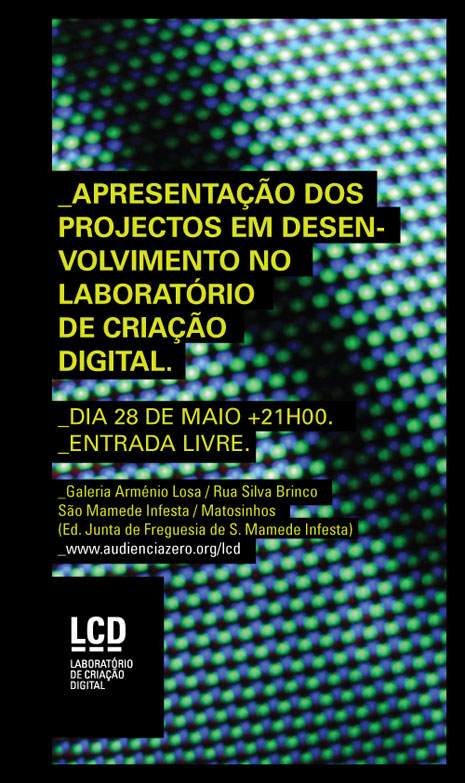 _APRESENTAÇÃO DOS
PROJECTOS EM DESEN-
VOLVIMENTO NO
LABORATÓRIO
DE CRIAÇÃO
DIGITAL.
_DIA 28 DE MAIO +21H00.
_ENTRADA LIVRE.
_Galeria Arménio Losa / Rua Silva Brinco
São Mamede Infesta / Matosinhos
(Ed. Junta de Freguesia de S. Mamede Infesta)
_www.audienciazero.org/lcd
LCD
LABORATÓRIO
DE CRIAÇÃO
DIGITAL